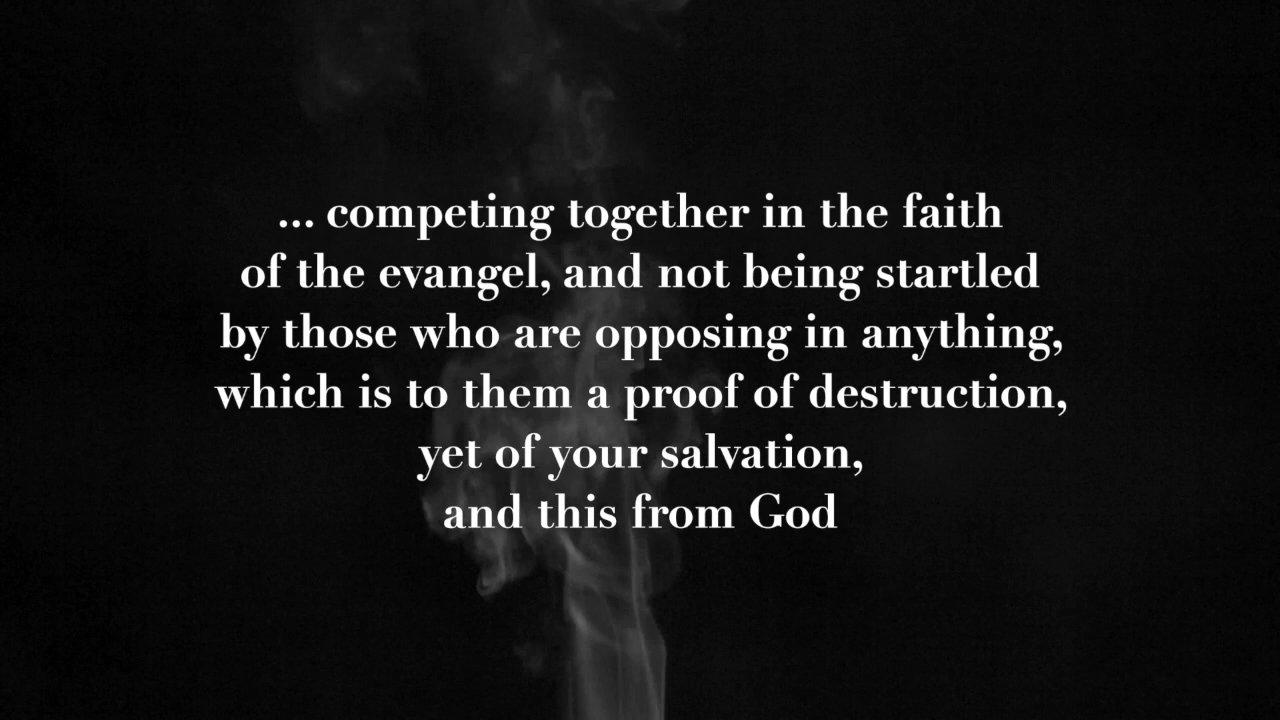 ... competing together in the faith
of the evangel, and not being startled
by those who are opposing in anything,
which is to them a proof of destruction,
yet of your salvation,
and this from God